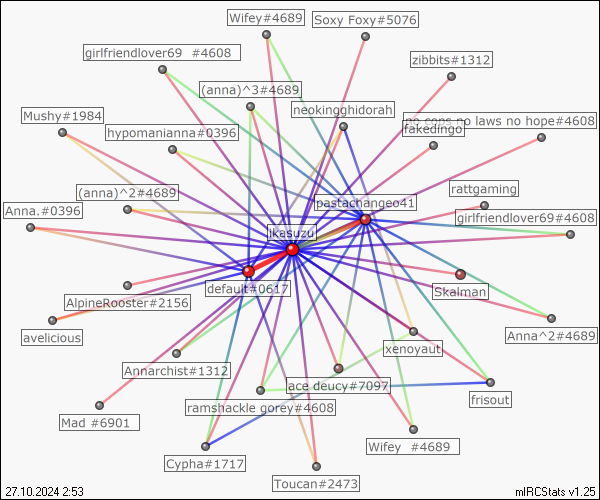 Wifey#4689
Soxy Foxy#5076
girlfriendlover69 #4608
zibbits#1312
(anna)^3#4689
neokingghidorah
Mushy#1984
no cops no laws no hope#4608
hypomanianna#0396
fakedingo
(anna)^2#4689
rattgaming
pastachangeo41
Anna.#0396
girlfriendlover69#4608
ikasuzu
default#0617
Skalman
AlpineRooster#2156
avelicious
Anna^2#4689
xenoyaut
Annarchist#1312
ace deucy#7097
frisout
ramshackle gorey#4608
Mad #6901
Wifey #4689
Cypha#1717
Toucan#2473
27.10.2024 2:53
mIRCStats v1.25